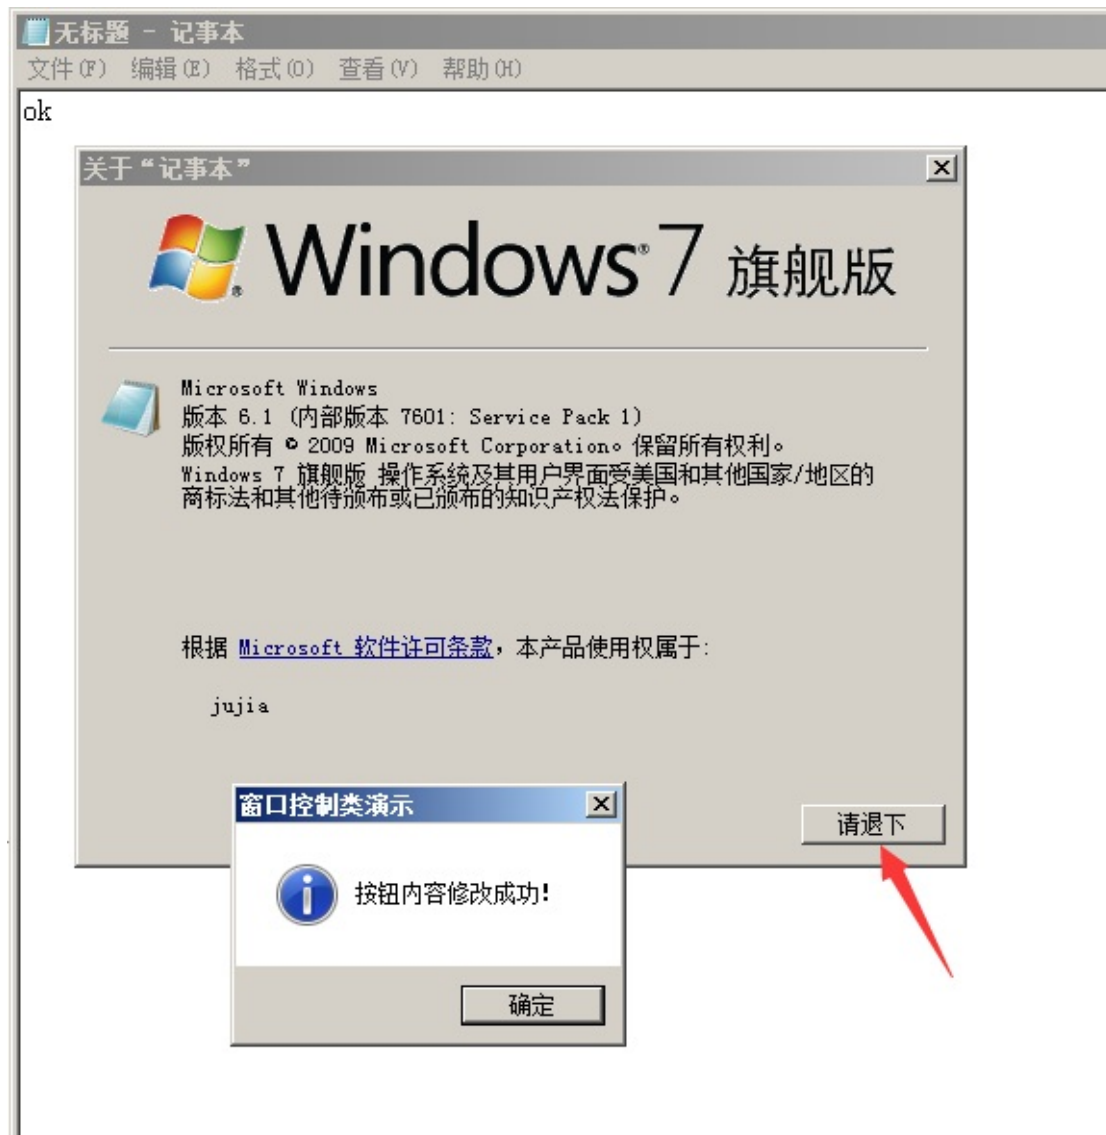 无标题 - 记事本
文件(F) 编辑(E) 格式(O) 查看(V) 帮助(H)
ok
关于“记事本”
Windows® 7 旗舰版
Microsoft Windows
版本 6.1 (内部版本 7601: Service Pack 1)
版权所有 © 2009 Microsoft Corporation。保留所有权利。
Windows 7 旗舰版 操作系统及其用户界面受美国和其他国家/地区的
商标法和其他待颁布或已颁布的知识产权法保护。
根据 Microsoft 软件许可条款，本产品使用权属于:
jujia
请退下
窗口控制类演示
按钮内容修改成功!
确定